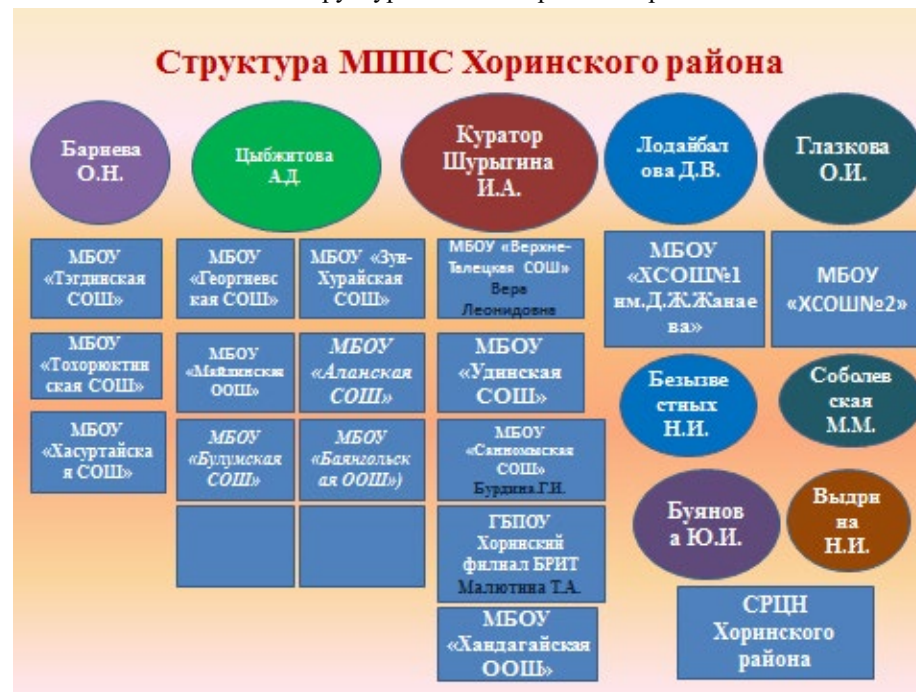 Структура МППС Хоринского района
Бариева
О.Н.
Цыбжитова
А.Д.
Куратор
Шурыгина
И.А.
Лодайбал
ова Д.В.
Глазкова
О.И.
МБОУ
«Тэгдинская
СОШ»
МБОУ
«Георгиевс
кая СОШ»
МБОУ «Зун-
Хурайская
СОШ»
МБОУ «Верхне-
Талецкая СОШ»
Вера
Леонидовна
МБОУ
«ХСОШ№1
им.Д.Ж.Жанае
ва»
МБОУ
«ХСОШ№2»
МБОУ
«Тохорюктин
ская СОШ»
МБОУ
«Майлинская
ООШ»
МБОУ
«Аланская
СОШ»
МБОУ
«Удинская
СОШ»
Безызве
стных
Н.И.
Соболев
ская
М.М.
МБОУ
«Хасуртайска
я СОШ»
МБОУ
«Булумская
СОШ»
МБОУ
«Баянгольск
ая ООШ»)
МБОУ
«Санномыская
СОШ»
Бурдина.Г.И.
Буянов
а Ю.И.
Выдри
на
Н.И.
ГБПОУ
Хоринский
филиал БРИТ
Малютина Т.А.
МБОУ
«Хандагайская
ООШ»
СРЦН
Хоринского
района